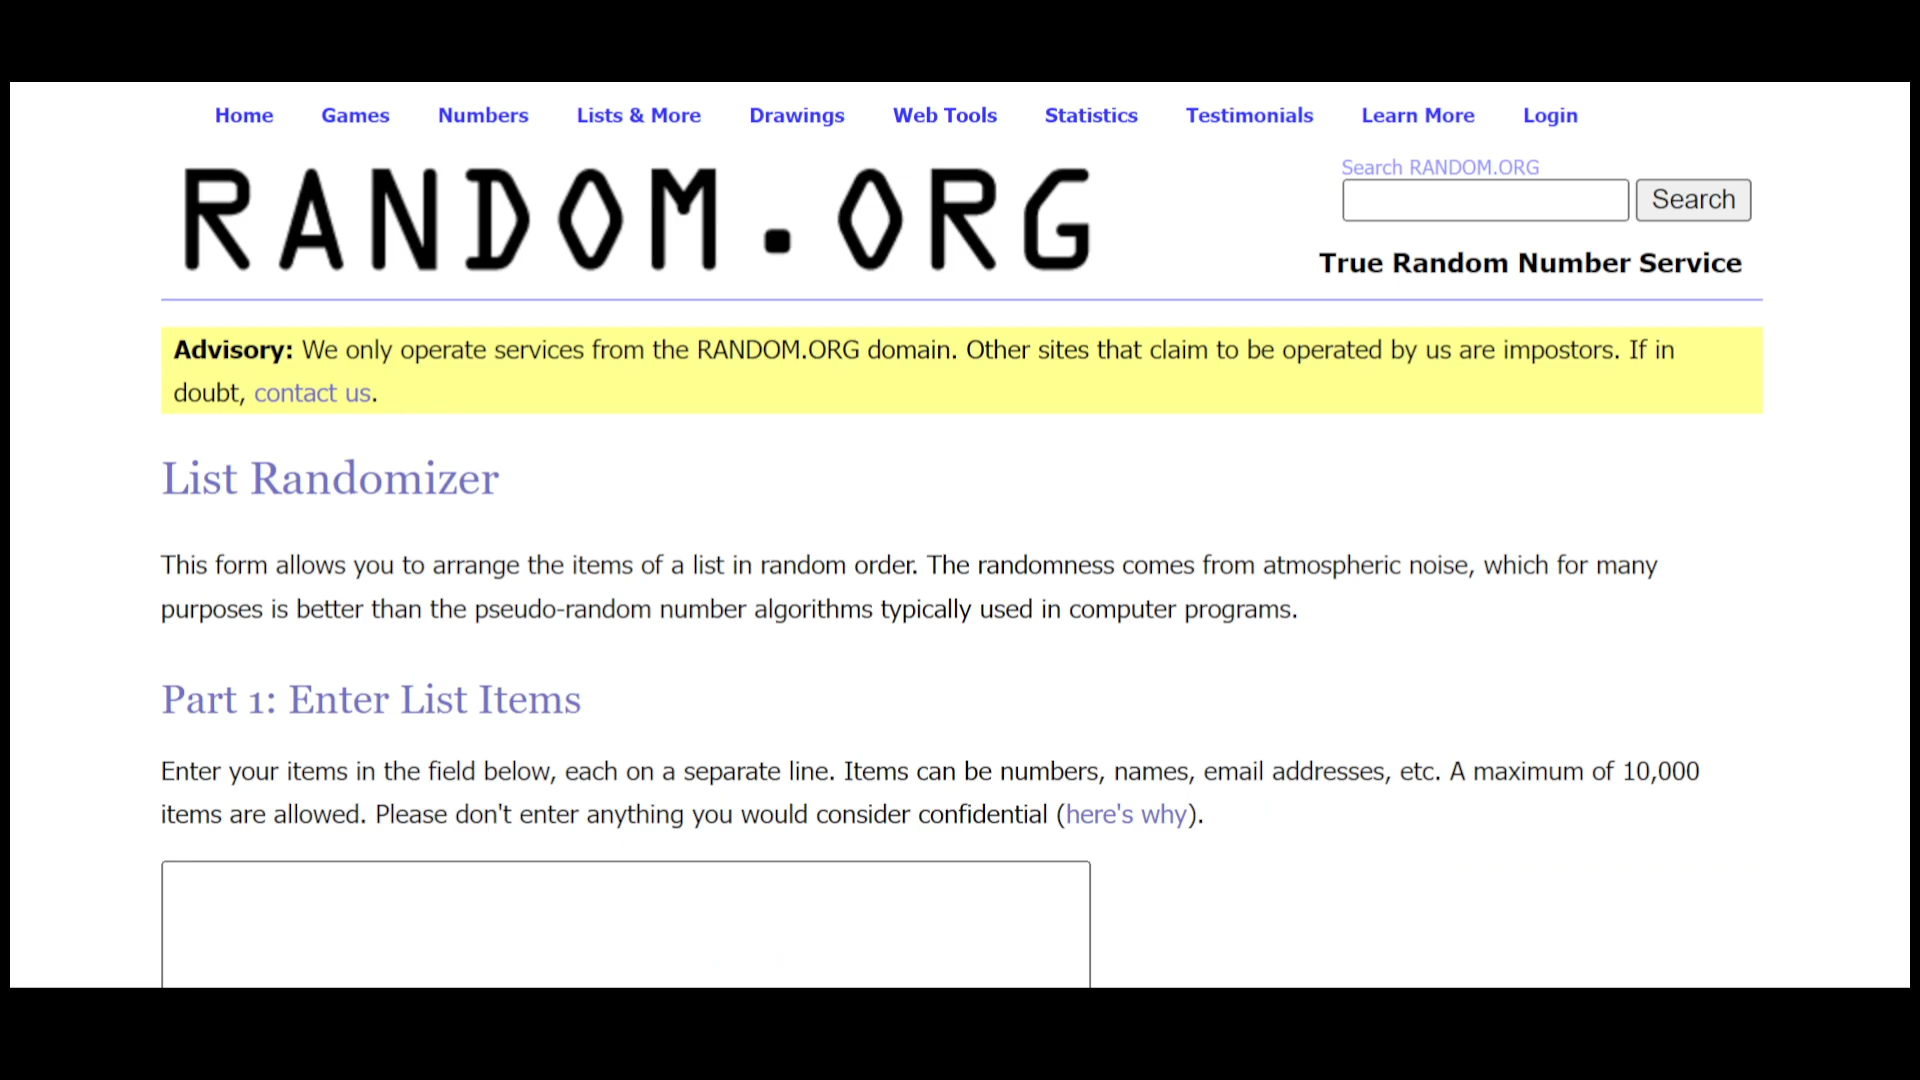 Home Games Numbers Lists & More Drawings Web Tools Statistics Testimonials Learn More Login
RANDOM.ORG
Search RANDOM.ORG
Search
True Random Number Service
Advisory: We only operate services from the RANDOM.ORG domain. Other sites that claim to be operated by us are impostors. If in
doubt, contact us.
List Randomizer
This form allows you to arrange the items of a list in random order. The randomness comes from atmospheric noise, which for many
purposes is better than the pseudo-random number algorithms typically used in computer programs.
Part 1: Enter List Items
Enter your items in the field below, each on a separate line. Items can be numbers, names, email addresses, etc. A maximum of 10,000
items are allowed. Please don't enter anything you would consider confidential (here's why).